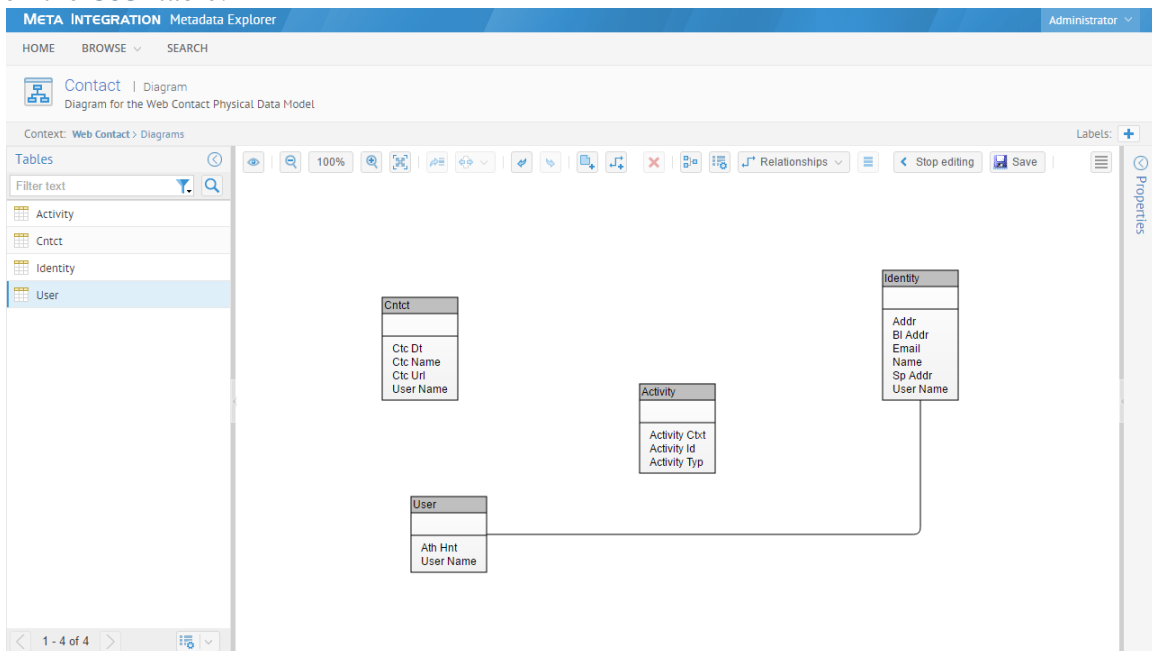 META INTEGRATION Metadata Explorer
Administrator
HOME BROWSE SEARCH
Contact | Diagram
Diagram for the Web Contact Physical Data Model
Context: Web Contact > Diagrams
Labels:
Tables
100%
Relationships
Stop editing
Save
Properties
Filter text
Activity
Cntct
Identity
User
Cntct
Ctc Dt
Ctc Name
Ctc Url
User Name
Activity
Activity Ctxt
Activity Id
Activity Typ
Identity
Addr
Bl Addr
Email
Name
Sp Addr
User Name
User
Ath Hnt
User Name
1 - 4 of 4